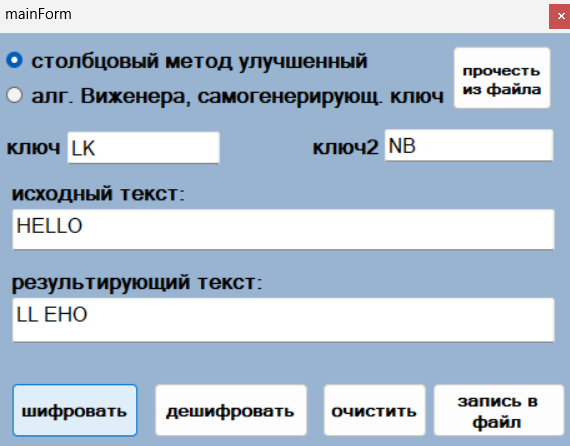 mainForm
столбцовый метод улучшенный
алг. Виженера, самогенерирующ. ключ
прочесть
из файла
ключ LK
ключ2 NB
исходный текст:
HELLO
результирующий текст:
LL EHO
шифровать
дешифровать
очистить
запись в
файл